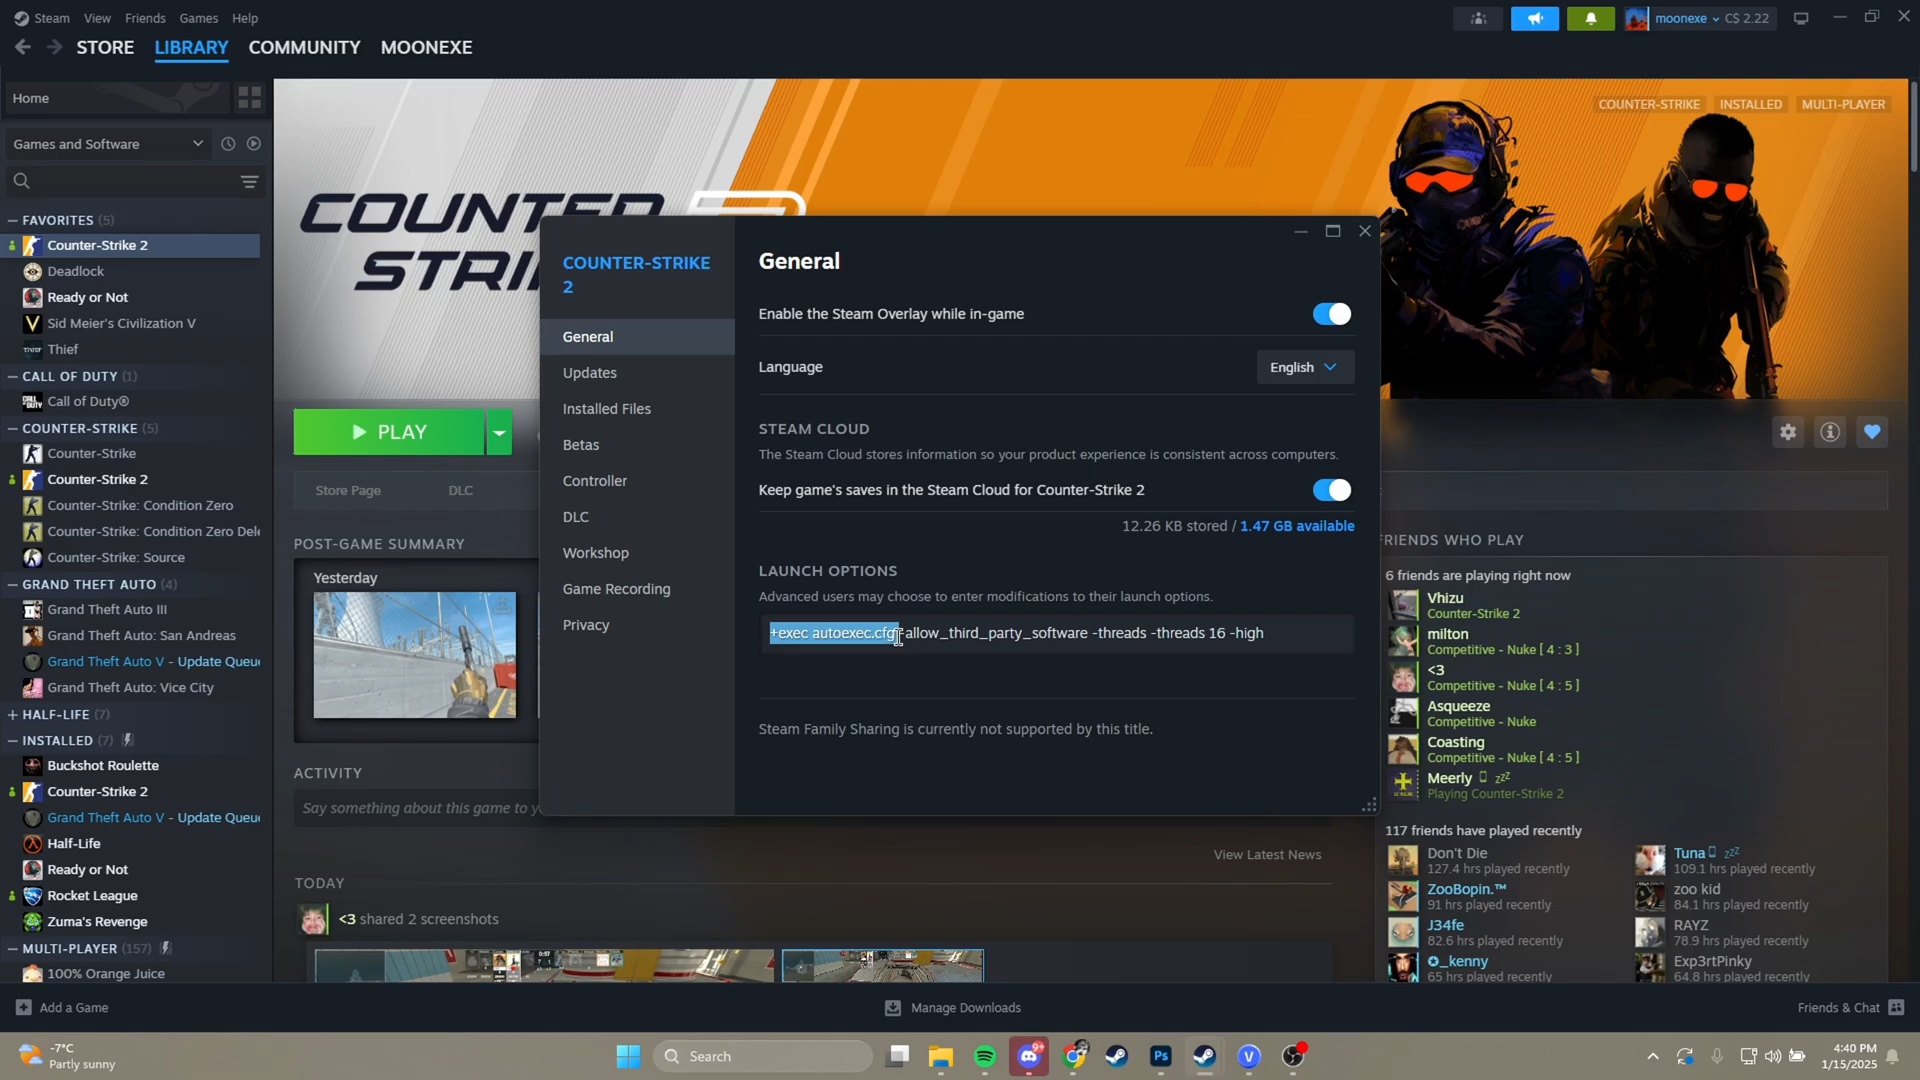 Steam View Friends Games Help
moonexe C$ 2.22
STORE LIBRARY COMMUNITY MOONEXE
Home
Games and Software
FAVORITES (5)
Counter-Strike 2
Deadlock
Ready or Not
Sid Meier's Civilization V
Thief
CALL OF DUTY (1)
Call of Duty®
COUNTER-STRIKE (5)
Counter-Strike
Counter-Strike 2
Counter-Strike: Condition Zero
Counter-Strike: Condition Zero Dele
Counter-Strike: Source
GRAND THEFT AUTO (4)
Grand Theft Auto III
Grand Theft Auto: San Andreas
Grand Theft Auto V - Update Queue
Grand Theft Auto: Vice City
HALF-LIFE (7)
INSTALLED (7)
Buckshot Roulette
Counter-Strike 2
Grand Theft Auto V - Update Queue
Half-Life
Ready or Not
Rocket League
Zuma's Revenge
MULTI-PLAYER (157)
100% Orange Juice
COUNTER-STRIKE INSTALLED MULTI-PLAYER
COUNTER
STRI
PLAY
Store Page DLC
POST-GAME SUMMARY
Yesterday
ACTIVITY
Say something about this game to y
View Latest News
TODAY
<3 shared 2 screenshots
COUNTER-STRIKE
2
General
Updates
Installed Files
Betas
Controller
DLC
Workshop
Game Recording
Privacy
General
Enable the Steam Overlay while in-game
Language English
STEAM CLOUD
The Steam Cloud stores information so your product experience is consistent across computers.
Keep game's saves in the Steam Cloud for Counter-Strike 2
12.26 KB stored / 1.47 GB available
LAUNCH OPTIONS
Advanced users may choose to enter modifications to their launch options.
+exec autoexec.cfg -allow_third_party_software -threads -threads 16 -high
Steam Family Sharing is currently not supported by this title.
FRIENDS WHO PLAY
6 friends are playing right now
Vhizu
Counter-Strike 2
milton
Competitive - Nuke [ 4 : 3 ]
<3
Competitive - Nuke [ 4 : 5 ]
Asqueeze
Competitive - Nuke
Coasting
Competitive - Nuke [ 4 : 5 ]
Meerly zzZ
Playing Counter-Strike 2
117 friends have played recently
Don't Die
127.4 hrs played recently
Tuna zzZ
109.1 hrs played recently
ZooBopin.™
91 hrs played recently
zoo kid
84.1 hrs played recently
J34fe
82.6 hrs played recently
RAYZ
78.9 hrs played recently
✪_kenny
65 hrs played recently
Exp3rtPinky
64.8 hrs played recently
Add a Game Manage Downloads Friends & Chat
-7°C
Partly sunny
Search
9+
Ps
4:40 PM
1/15/2025